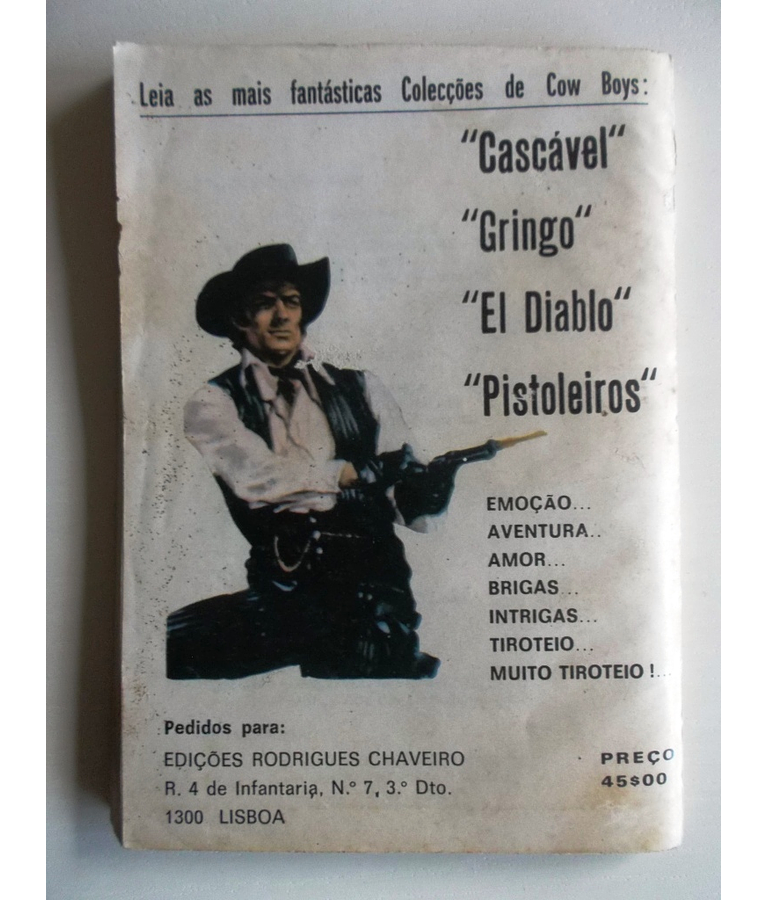 Leia as mais fantásticas Colecções de Cow Boys:
"Cascável"
"Gringo"
"El Diablo"
"Pistoleiros"
EMOÇÃO...
AVENTURA..
AMOR...
BRIGAS...
INTRIGAS...
TIROTEIO...
MUITO TIROTEIO!...
Pedidos para:
EDIÇÕES RODRIGUES CHAVEIRO
R. 4 de Infantaria, N.º 7, 3.º Dto.
1300 LISBOA
PREÇO
45$00